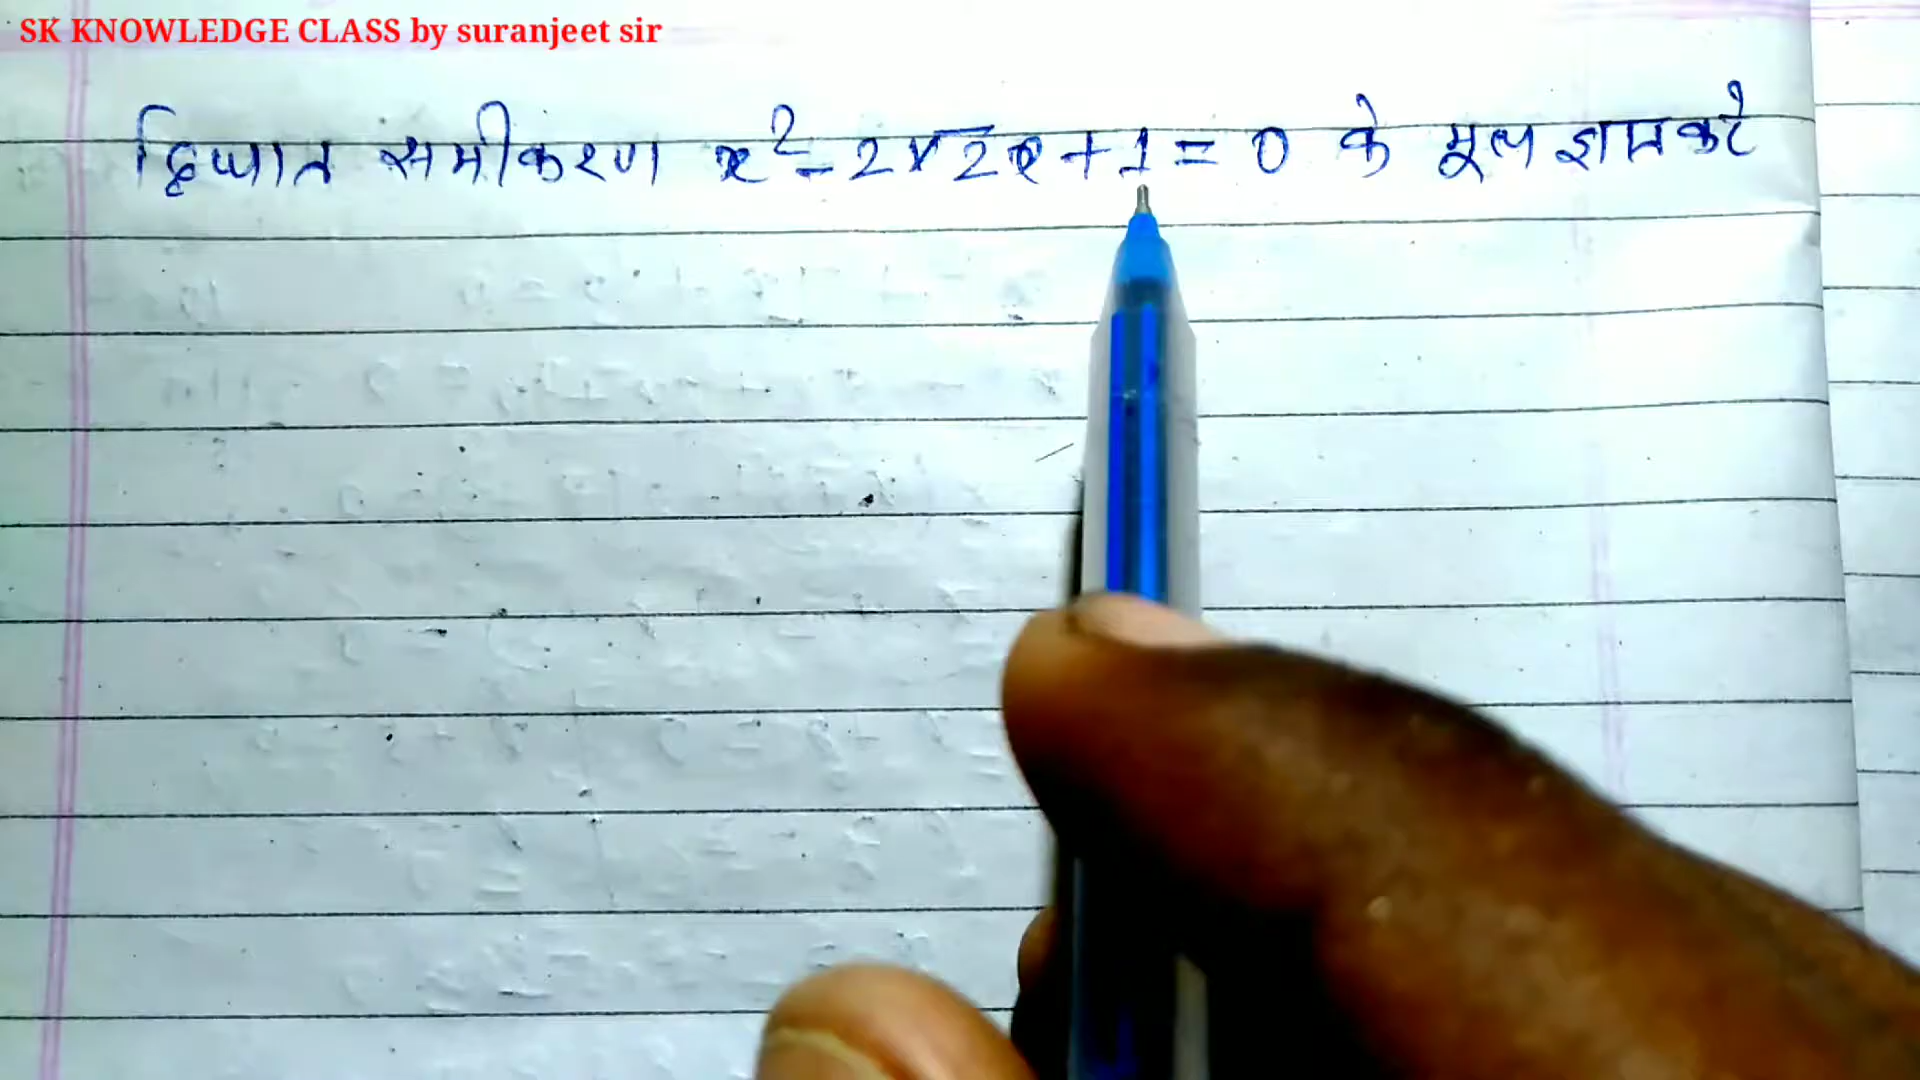 SK KNOWLEDGE CLASS by suranjeet sir
द्विघात समीकरण x²-2√2x+1=0 के मूल ज्ञात करे